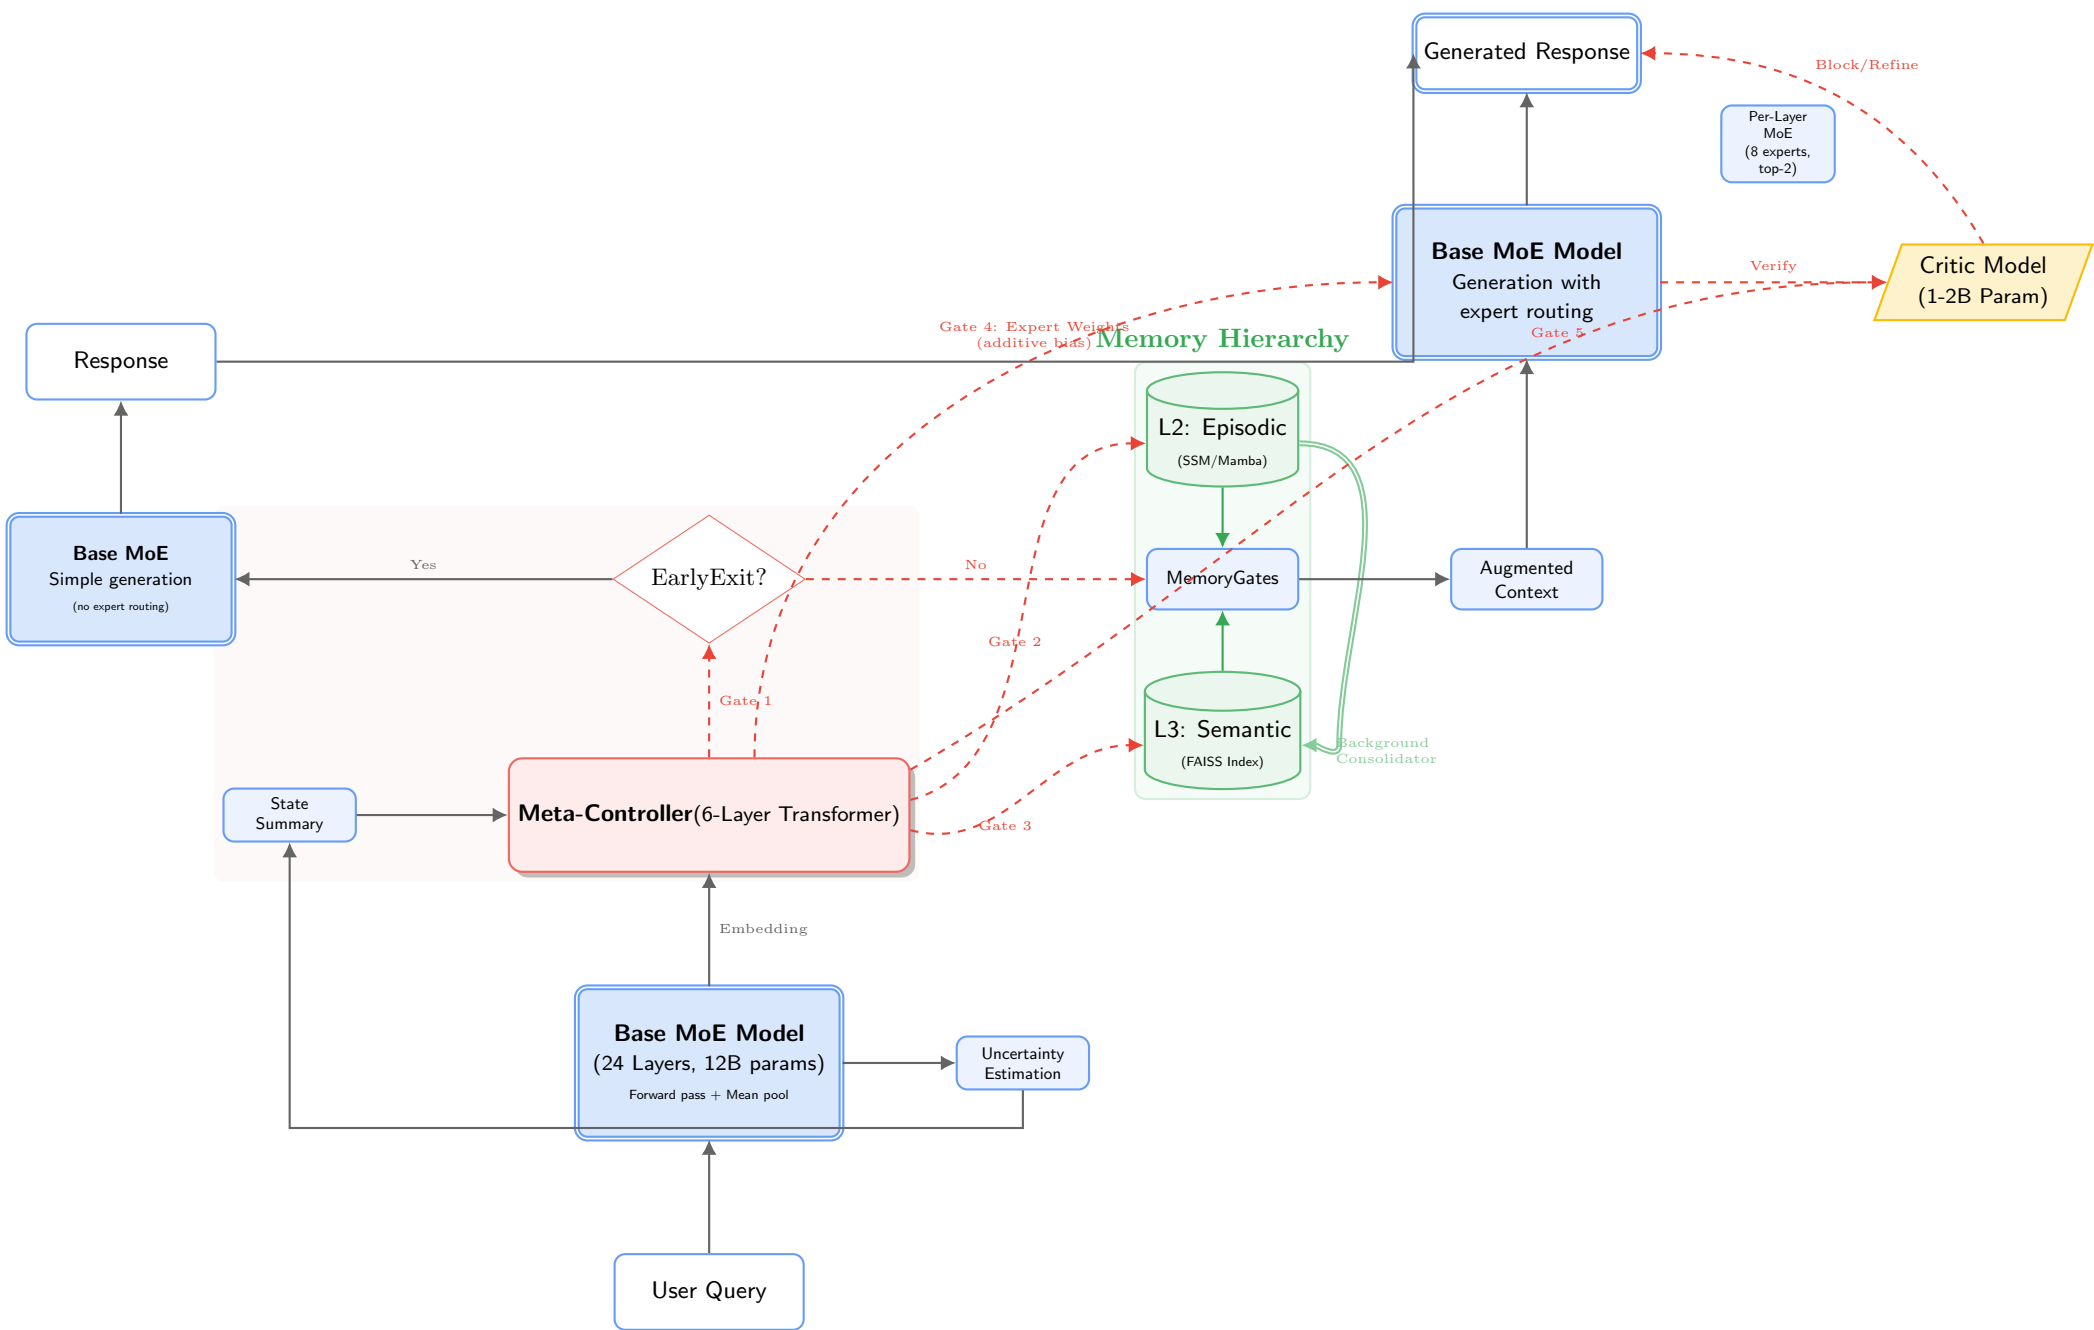 Generated Response
Block/Refine
Per-Layer
MoE
(8 experts,
top-2)
Base MoE Model
Generation with
expert routing
Verify
Critic Model
(1-2B Param)
Gate 4: Expert Weights
(additive bias)
Memory Hierarchy
Gate 5
Response
L2: Episodic
(SSM/Mamba)
Base MoE
Simple generation
(no expert routing)
Yes
EarlyExit?
No
MemoryGates
Augmented
Context
Gate 2
Gate 1
L3: Semantic
(FAISS Index)
Background
Consolidator
State
Summary
Meta-Controller(6-Layer Transformer)
Gate 3
Embedding
Base MoE Model
(24 Layers, 12B params)
Forward pass + Mean pool
Uncertainty
Estimation
User Query